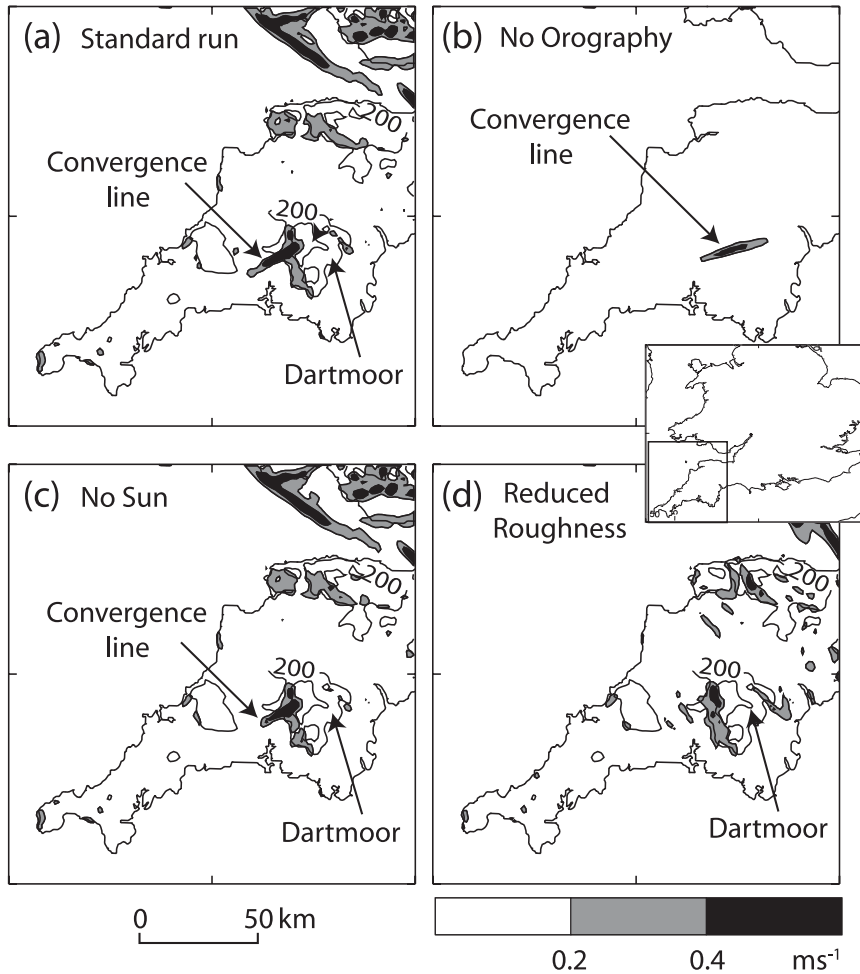 (a) Standard run
200
Convergence
line
200
Dartmoor
(b) No Orography
Convergence
line
(c) No Sun
200
Convergence
line
200
Dartmoor
(d) Reduced
Roughness
200
200
Dartmoor
0 50 km
0.2 0.4 ms⁻¹